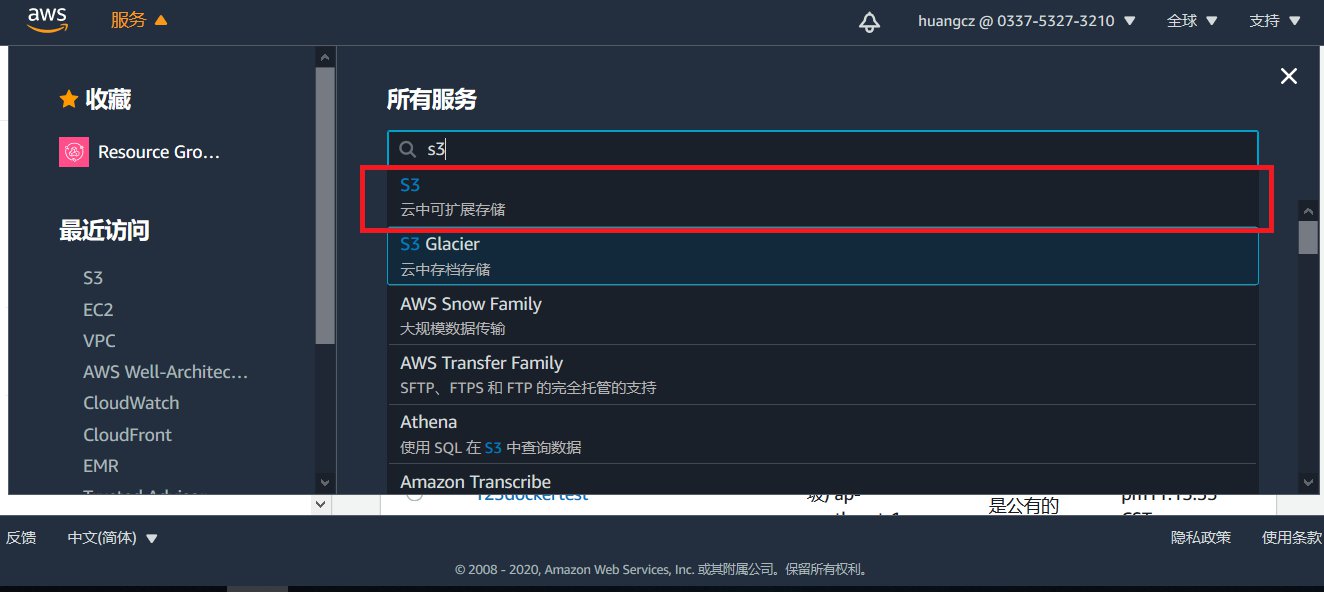 aws
服务
huangcz @ 0337-5327-3210
全球
支持
收藏
Resource Gro…
最近访问
S3
EC2
VPC
AWS Well-Architec…
CloudWatch
CloudFront
EMR
Trusted Advisor
所有服务
s3
S3
云中可扩展存储
S3 Glacier
云中存档存储
AWS Snow Family
大规模数据传输
AWS Transfer Family
SFTP、FTPS 和 FTP 的完全托管的支持
Athena
使用 SQL 在 S3 中查询数据
Amazon Transcribe
123dockertest
是公有的
反馈
中文(简体)
隐私政策
使用条款
© 2008 - 2020, Amazon Web Services, Inc. 或其附属公司。保留所有权利。